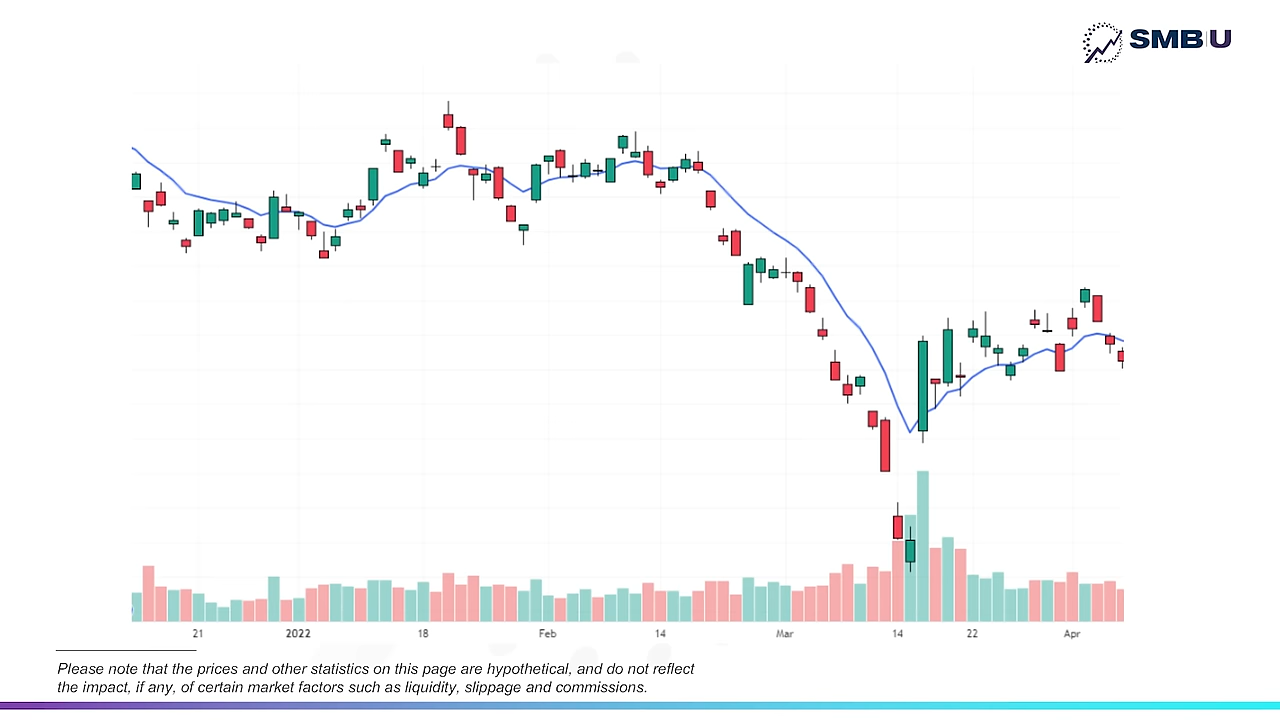 SMB U
21 2022 18 Feb 14 Mar 14 22 Apr
Please note that the prices and other statistics on this page are hypothetical, and do not reflect
the impact, if any, of certain market factors such as liquidity, slippage and commissions.